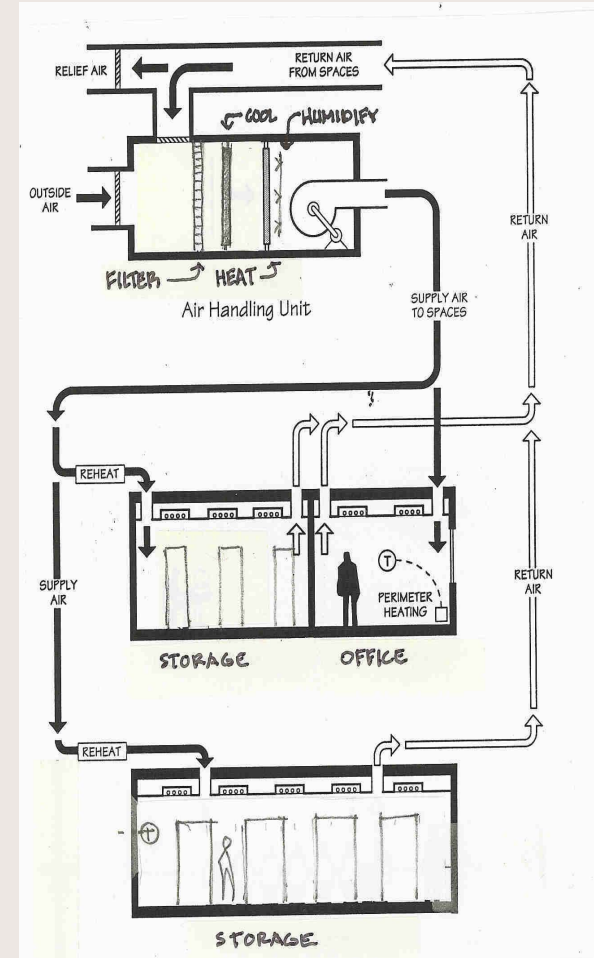 RELIEF AIR
RETURN AIR
FROM SPACES
COOL
HUMIDIFY
OUTSIDE
AIR
FILTER
HEAT
Air Handling Unit
RETURN
AIR
SUPPLY AIR
TO SPACES
REHEAT
SUPPLY
AIR
T
PERIMETER
HEATING
RETURN
AIR
STORAGE
OFFICE
REHEAT
T
STORAGE